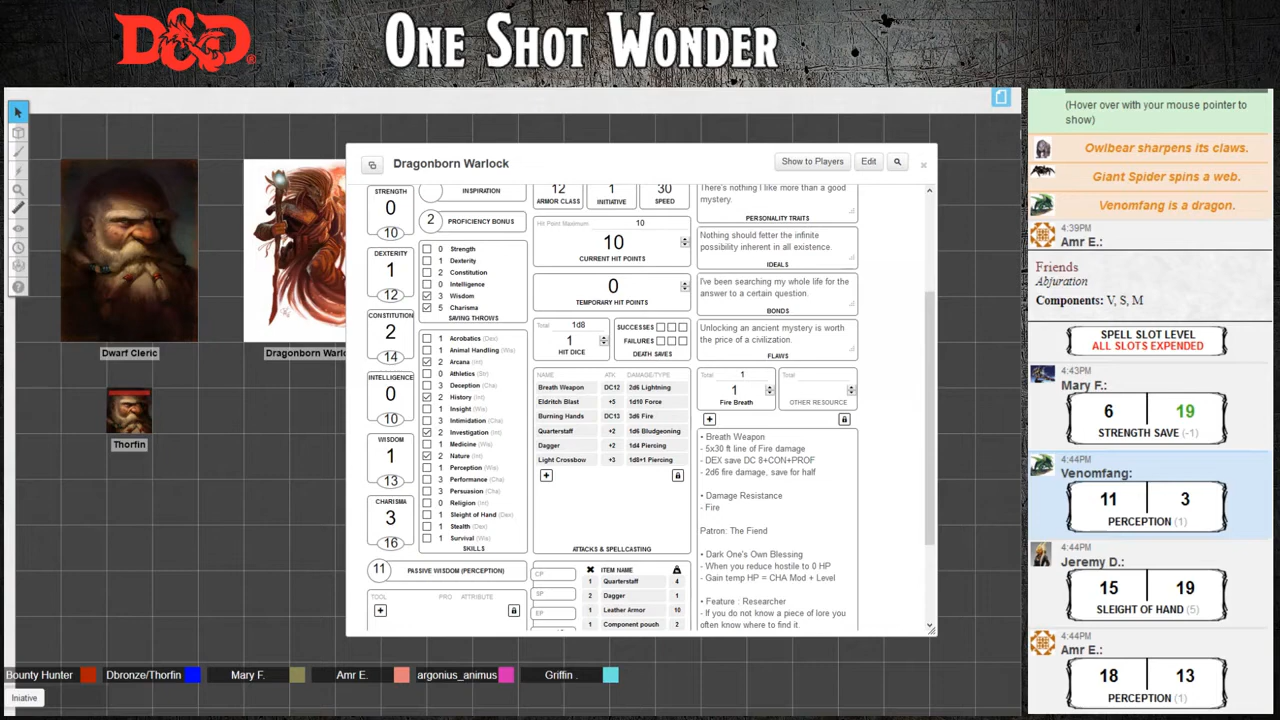 D&D
ONE SHOT WONDER
Dwarf Cleric
Dragonborn Warlo
Thorfin
Dragonborn Warlock
Show to Players
Edit
STRENGTH
0
10
DEXTERITY
1
12
CONSTITUTION
2
14
INTELLIGENCE
0
10
WISDOM
1
13
CHARISMA
3
16
INSPIRATION
2 PROFICIENCY BONUS
0 Strength
1 Dexterity
2 Constitution
0 Intelligence
3 Wisdom
5 Charisma
SAVING THROWS
1 Acrobatics (Dex)
1 Animal Handling (Wis)
2 Arcana (Int)
0 Athletics (Str)
3 Deception (Cha)
2 History (Int)
1 Insight (Wis)
3 Intimidation (Cha)
2 Investigation (Int)
1 Medicine (Wis)
2 Nature (Int)
1 Perception (Wis)
3 Performance (Cha)
3 Persuasion (Cha)
0 Religion (Int)
1 Sleight of Hand (Dex)
1 Stealth (Dex)
1 Survival (Wis)
SKILLS
11 PASSIVE WISDOM (PERCEPTION)
TOOL PRO ATTRIBUTE
12 1 30
ARMOR CLASS INITIATIVE SPEED
Hit Point Maximum 10
10
CURRENT HIT POINTS
0
TEMPORARY HIT POINTS
Total 1d8
1
HIT DICE
SUCCESSES
FAILURES
DEATH SAVES
NAME ATK DAMAGE/TYPE
Breath Weapon DC12 2d6 Lightning
Eldritch Blast +5 1d10 Force
Burning Hands DC13 3d6 Fire
Quarterstaff +2 1d6 Bludgeoning
Dagger +2 1d4 Piercing
Light Crossbow +3 1d8+1 Piercing
ATTACKS & SPELLCASTING
CP
SP
EP
ITEM NAME
1 Quarterstaff 4
2 Dagger 1
1 Leather Armor 10
1 Component pouch 2
There's nothing I like more than a good
mystery.
PERSONALITY TRAITS
Nothing should fetter the infinite
possibility inherent in all existence.
IDEALS
I've been searching my whole life for the
answer to a certain question.
BONDS
Unlocking an ancient mystery is worth
the price of a civilization.
FLAWS
Total 1
1
Fire Breath
Total
OTHER RESOURCE
• Breath Weapon
- 5x30 ft line of Fire damage
- DEX save DC 8+CON+PROF
- 2d6 fire damage, save for half
• Damage Resistance
- Fire
Patron: The Fiend
• Dark One's Own Blessing
- When you reduce hostile to 0 HP
- Gain temp HP = CHA Mod + Level
• Feature : Researcher
- If you do not know a piece of lore you
often know where to find it.
Bounty Hunter
Dbronze/Thorfin
Mary F.
Amr E.
argonius_animus
Griffin .
Iniative
(Hover over with your mouse pointer to
show)
Owlbear sharpens its claws.
Giant Spider spins a web.
Venomfang is a dragon.
4:39PM
Amr E.:
Friends
Abjuration
Components: V, S, M
SPELL SLOT LEVEL
ALL SLOTS EXPENDED
4:43PM
Mary F.:
6 19
STRENGTH SAVE (-1)
4:44PM
Venomfang:
11 3
PERCEPTION (1)
4:44PM
Jeremy D.:
15 19
SLEIGHT OF HAND (5)
4:44PM
Amr E.:
18 13
PERCEPTION (1)